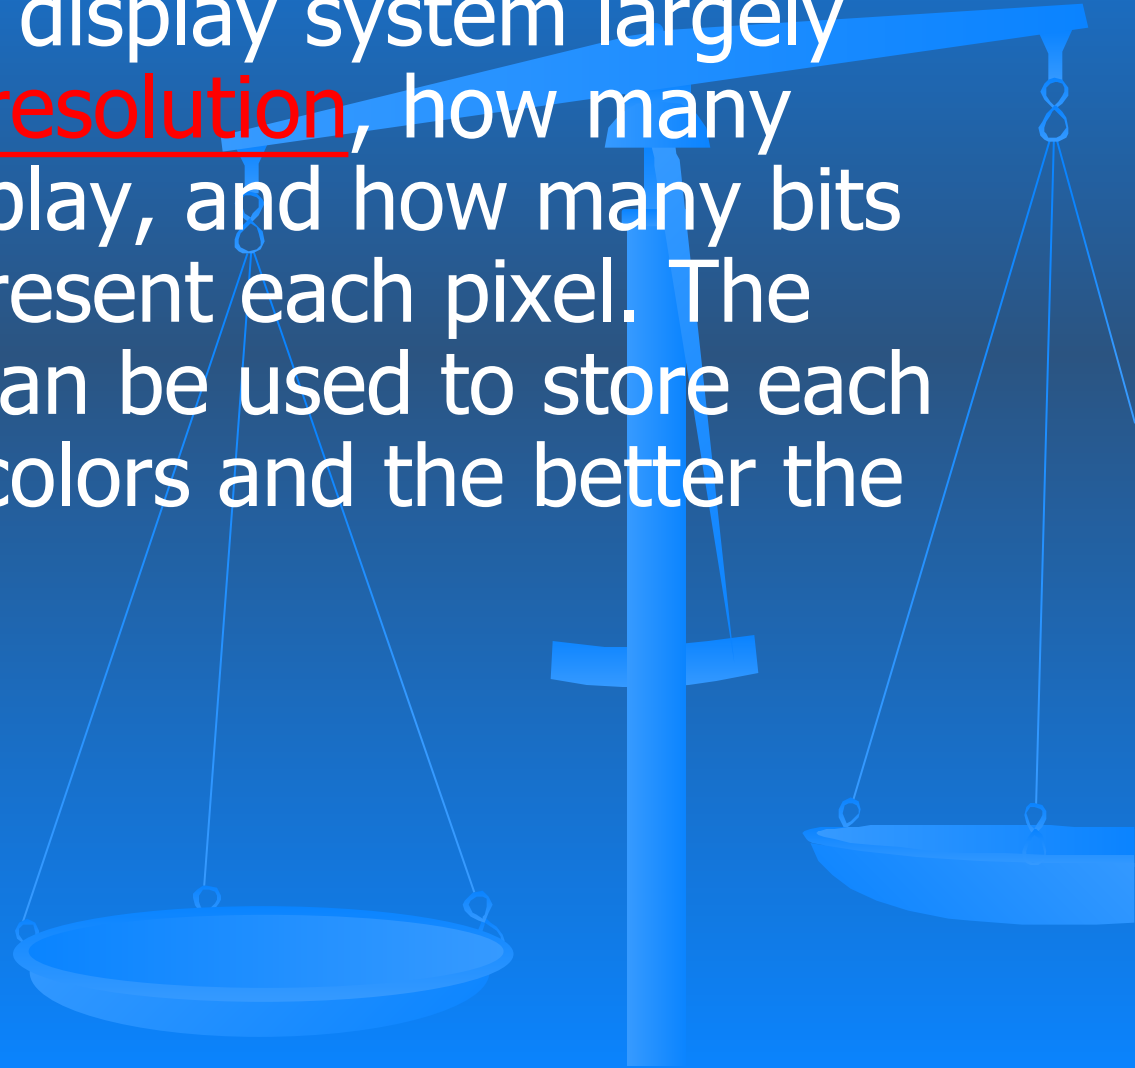 display system largely
resolution, how many
play, and how many bits
resent each pixel. The
an be used to store each
colors and the better the